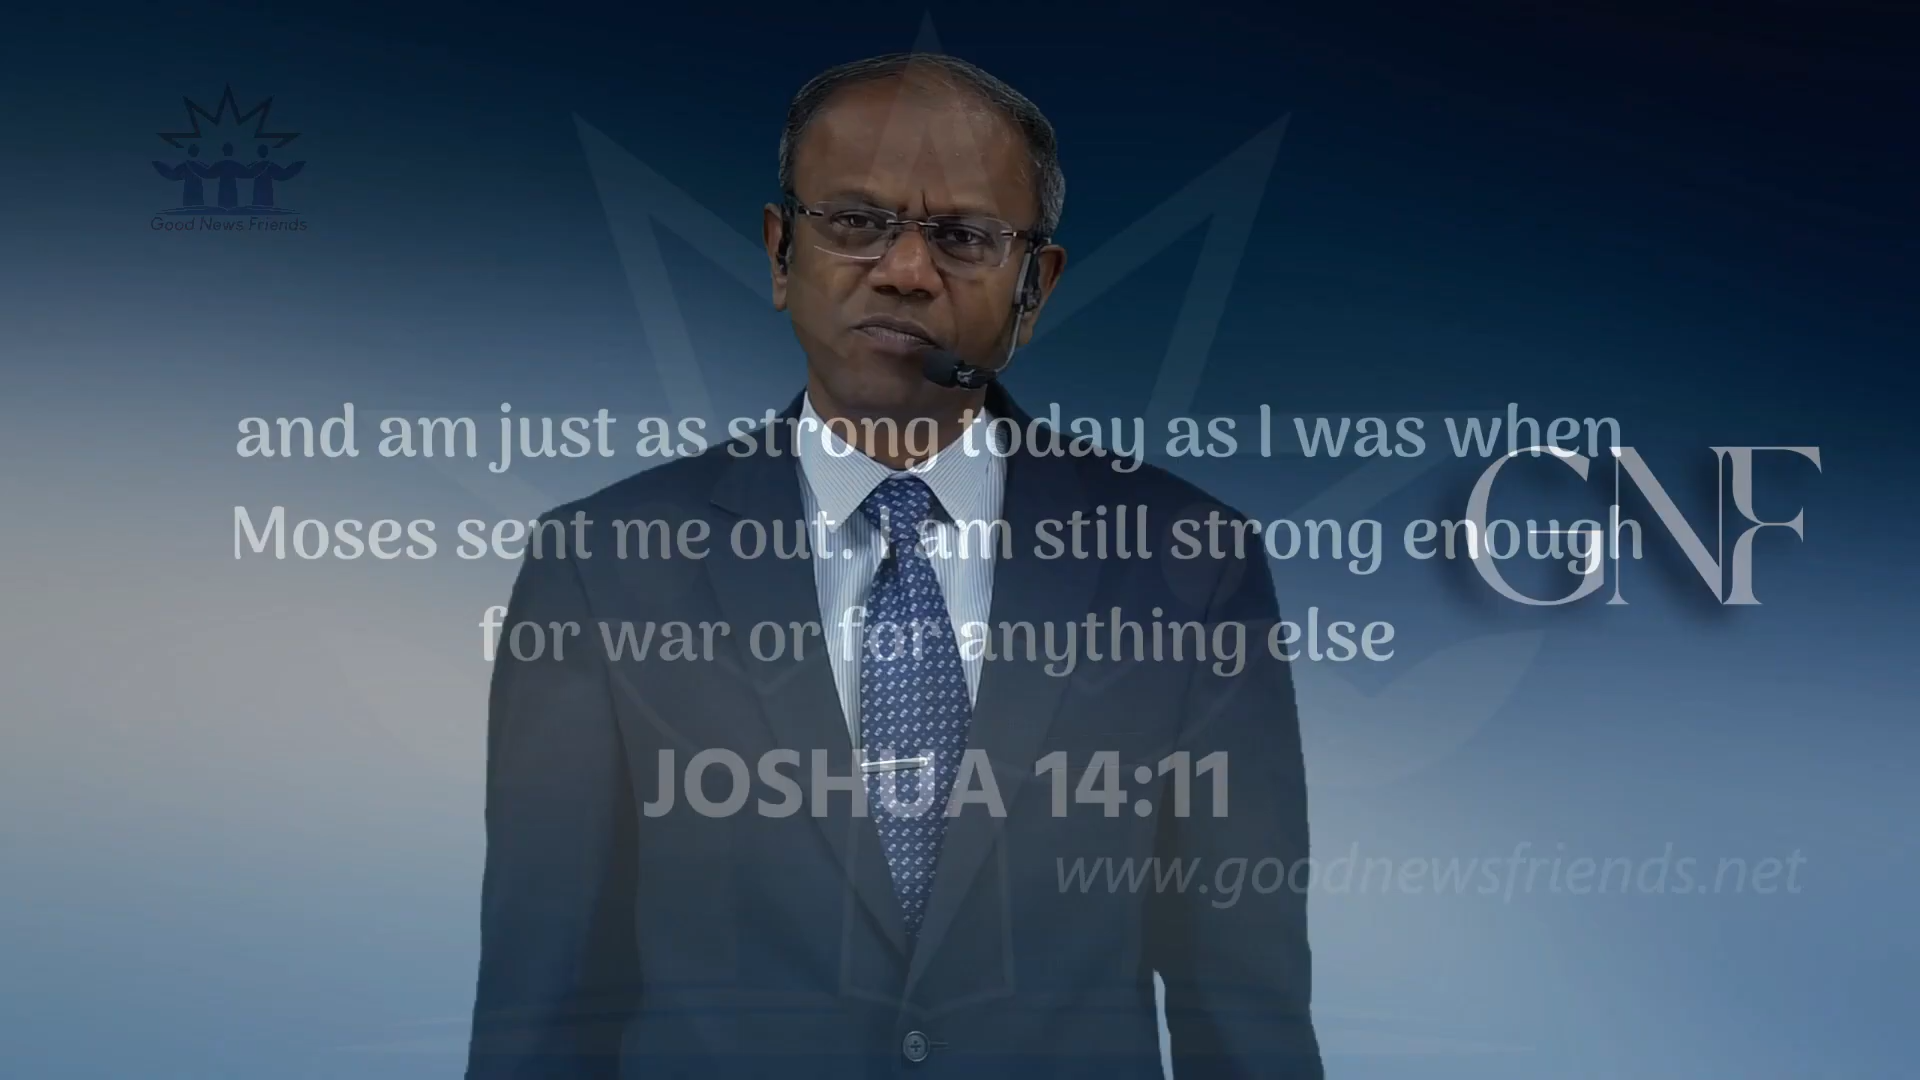 Good News Friends
and am just as strong today as I was when
Moses sent me out. I am still strong enough
for war or for anything else
GNF
JOSHUA 14:11
www.goodnewsfriends.net